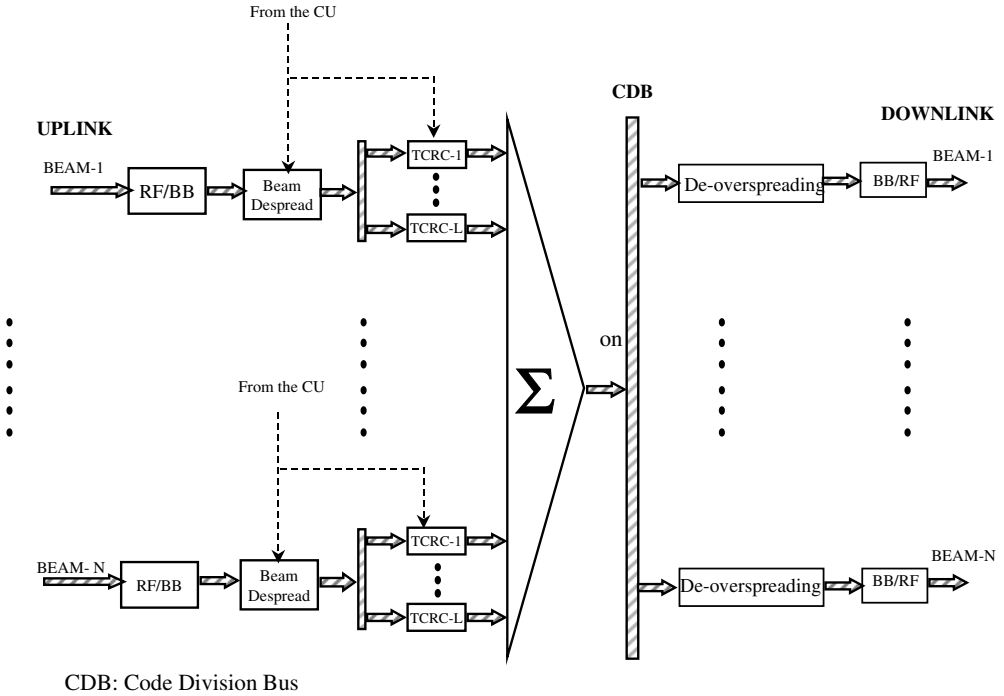 From the CU
CDB
UPLINK
DOWNLINK
BEAM-1
RF/BB
Beam
Despread
TCRC-1
TCRC-L
De-overspreading
BB/RF
BEAM-1
on
Σ
From the CU
BEAM- N
RF/BB
Beam
Despread
TCRC-1
TCRC-L
De-overspreading
BB/RF
BEAM-N
CDB: Code Division Bus